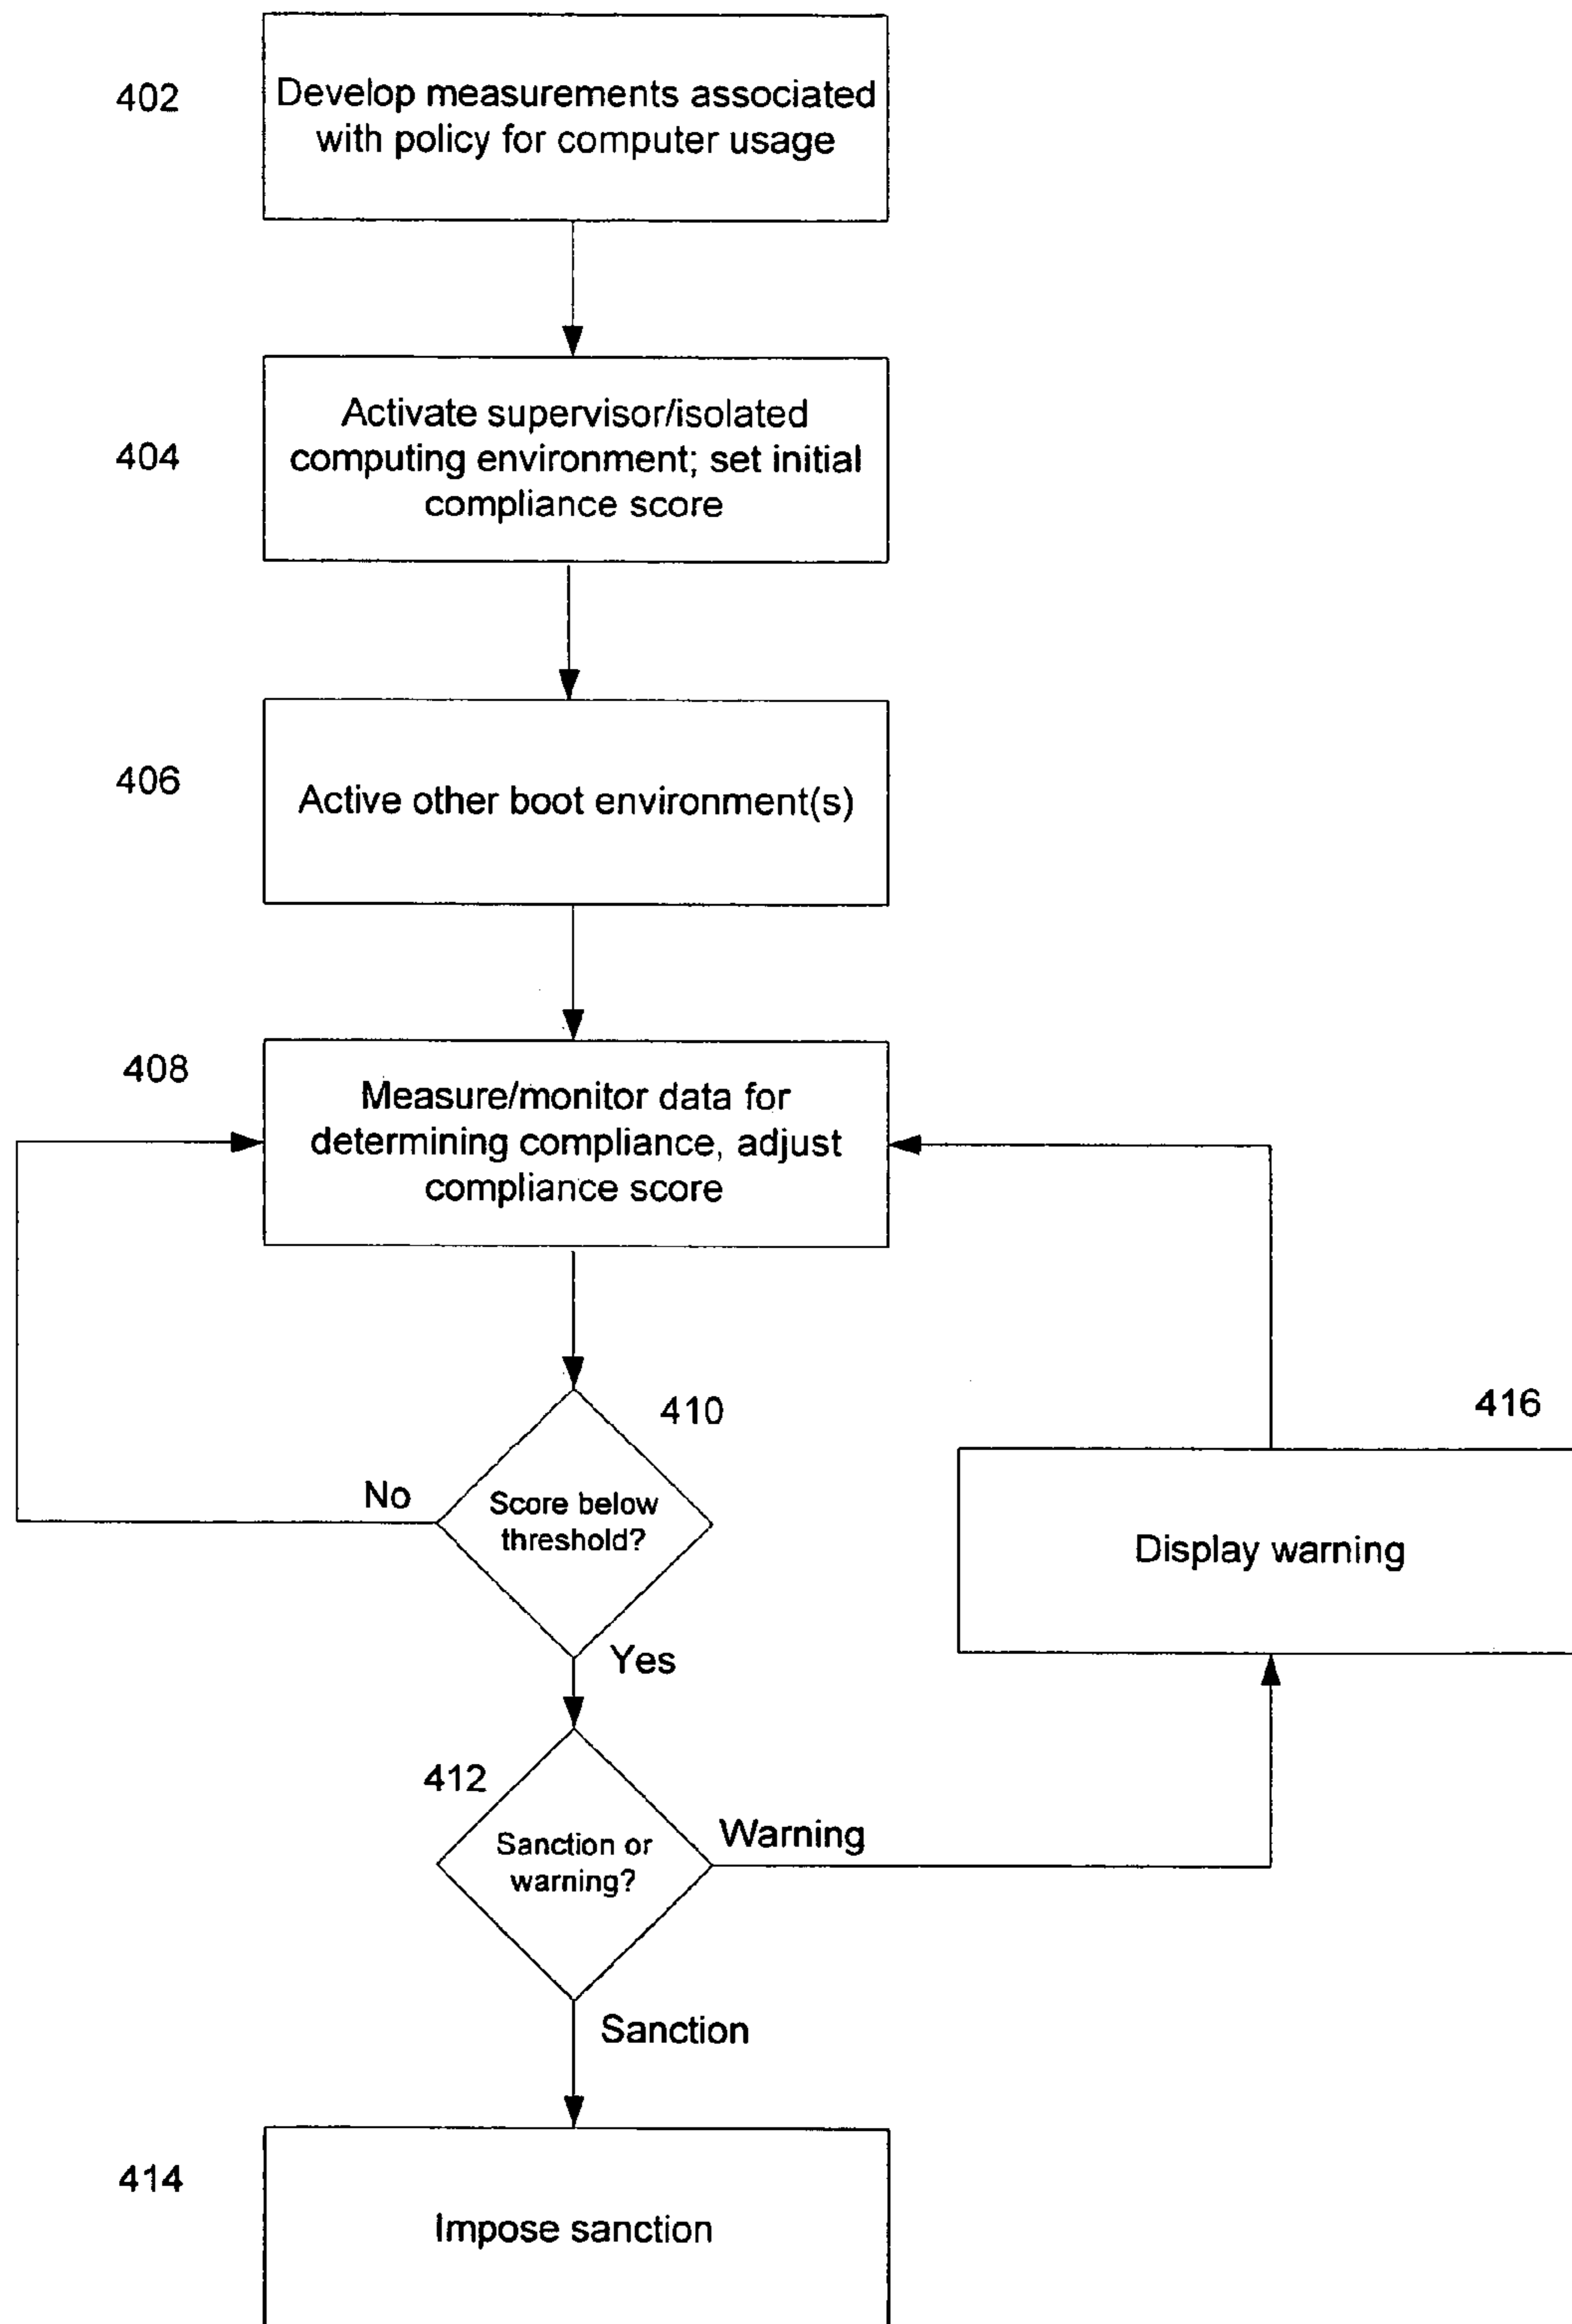 402
Develop measurements associated
with policy for computer usage
404
Activate supervisor/isolated
computing environment; set initial
compliance score
406
Active other boot environment(s)
408
Measure/monitor data for
determining compliance, adjust
compliance score
410
416
No
Score below
threshold?
Display warning
Yes
412
Warning
Sanction or
warning?
Sanction
414
Impose sanction